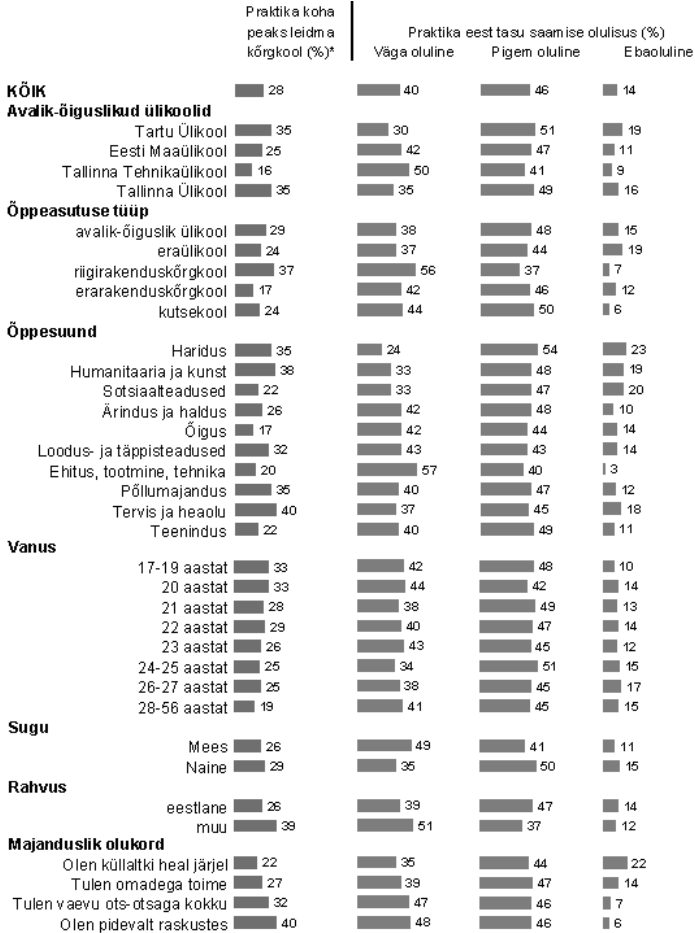 Praktika koha
peaks leidma
kõrgkool (%)*
Praktika eest tasu saamise olulisus (%)
Väga oluline Pigem oluline Ebaoluline
KÕIK 28 40 46 14
Avalik-õiguslikud ülikoolid
Tartu Ülikool 35 30 51 19
Eesti Maaülikool 25 42 47 11
Tallinna Tehnikaülikool 16 50 41 9
Tallinna Ülikool 35 35 49 16
Õppeasutuse tüüp
avalik-õiguslik ülikool 29 38 48 15
eraülikool 24 37 44 19
riigirakenduskõrgkool 37 56 37 7
erarakenduskõrgkool 17 42 46 12
kutsekool 24 44 50 6
Õppesuund
Haridus 35 24 54 23
Humanitaaria ja kunst 38 33 48 19
Sotsiaalteadused 22 33 47 20
Ärindus ja haldus 26 42 48 10
Õigus 17 42 44 14
Loodus- ja täppisteadused 32 43 43 14
Ehitus, tootmine, tehnika 20 57 40 3
Põllumajandus 35 40 47 12
Tervis ja heaolu 40 37 45 18
Teenindus 22 40 49 11
Vanus
17-19 aastat 33 42 48 10
20 aastat 33 44 42 14
21 aastat 28 38 49 13
22 aastat 29 40 47 14
23 aastat 26 43 45 12
24-25 aastat 25 34 51 15
26-27 aastat 25 38 45 17
28-56 aastat 19 41 45 15
Sugu
Mees 26 49 41 11
Naine 29 35 50 15
Rahvus
eestlane 26 39 47 14
muu 39 51 37 12
Majanduslik olukord
Olen küllaltki heal järjel 22 35 44 22
Tulen omadega toime 27 39 47 14
Tulen vaevu ots-otsaga kokku 32 47 46 7
Olen pidevalt raskustes 40 48 46 6